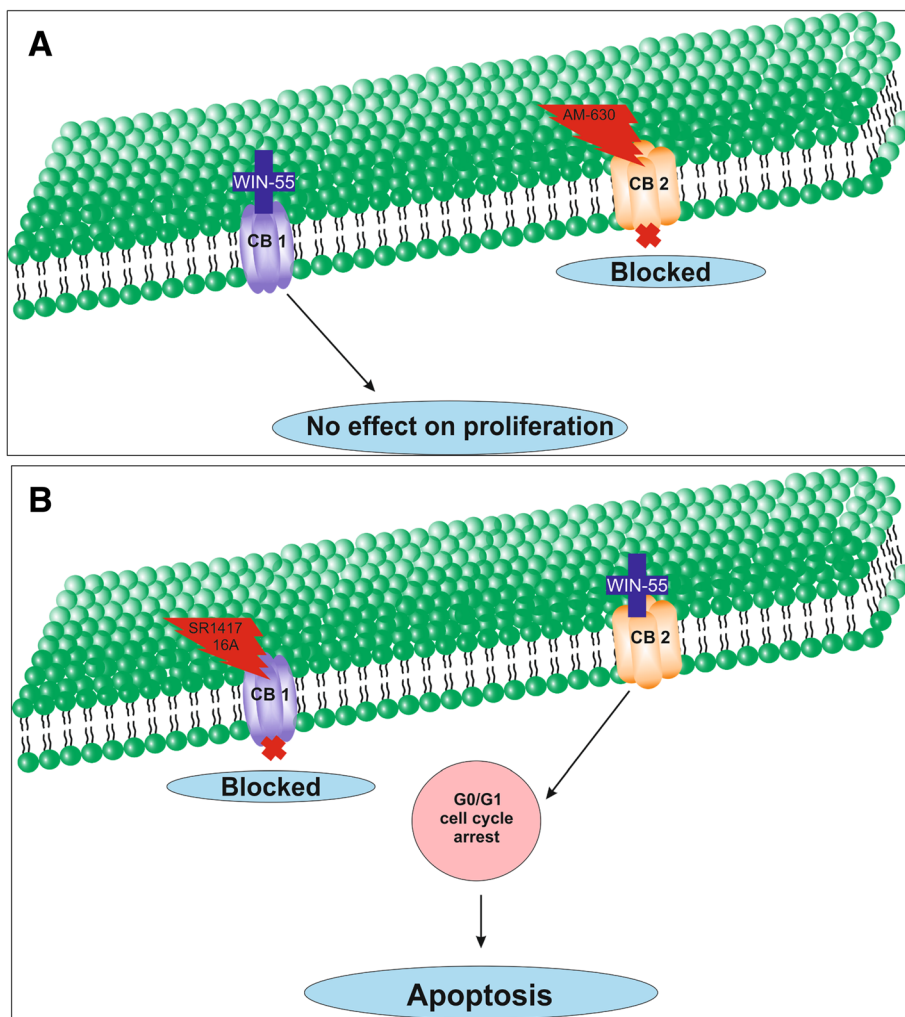 A
AM-630
WIN-55
CB 2
CB 1
Blocked
No effect on proliferation
B
WIN-55
SR1417
16A
CB 2
CB 1
Blocked
G0/G1
cell cycle
arrest
Apoptosis